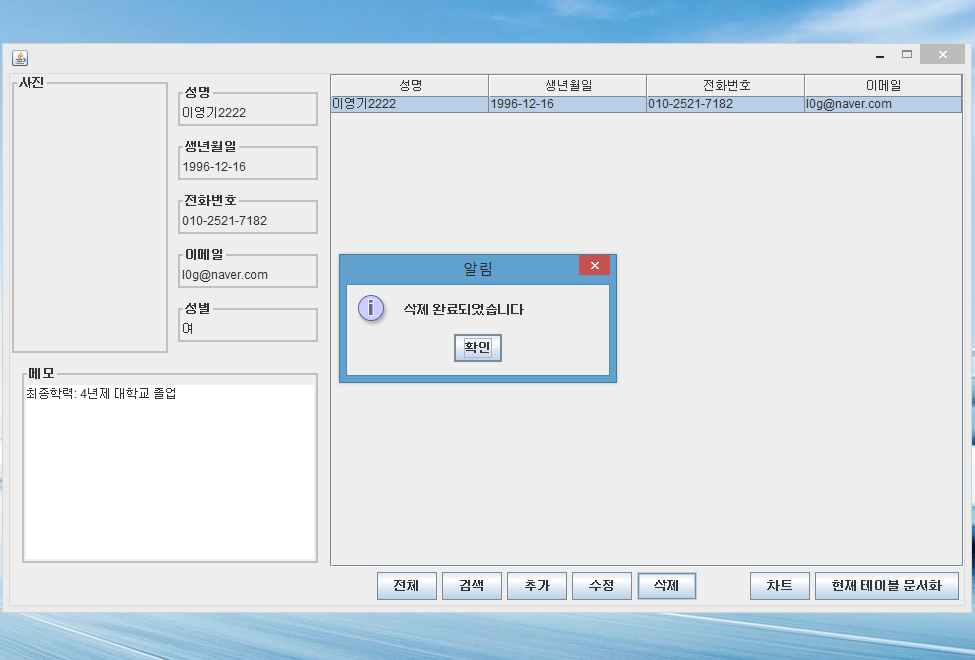 사진
성명
이영기2222
생년월일
1996-12-16
전화번호
010-2521-7182
이메일
l0g@naver.com
성별
여
메모
최종학력: 4년제 대학교 졸업
성명 생년월일 전화번호 이메일
이영기2222 1996-12-16 010-2521-7182 l0g@naver.com
알림
삭제 완료되었습니다
확인
전체 검색 추가 수정 삭제 차트 현재 테이블 문서화